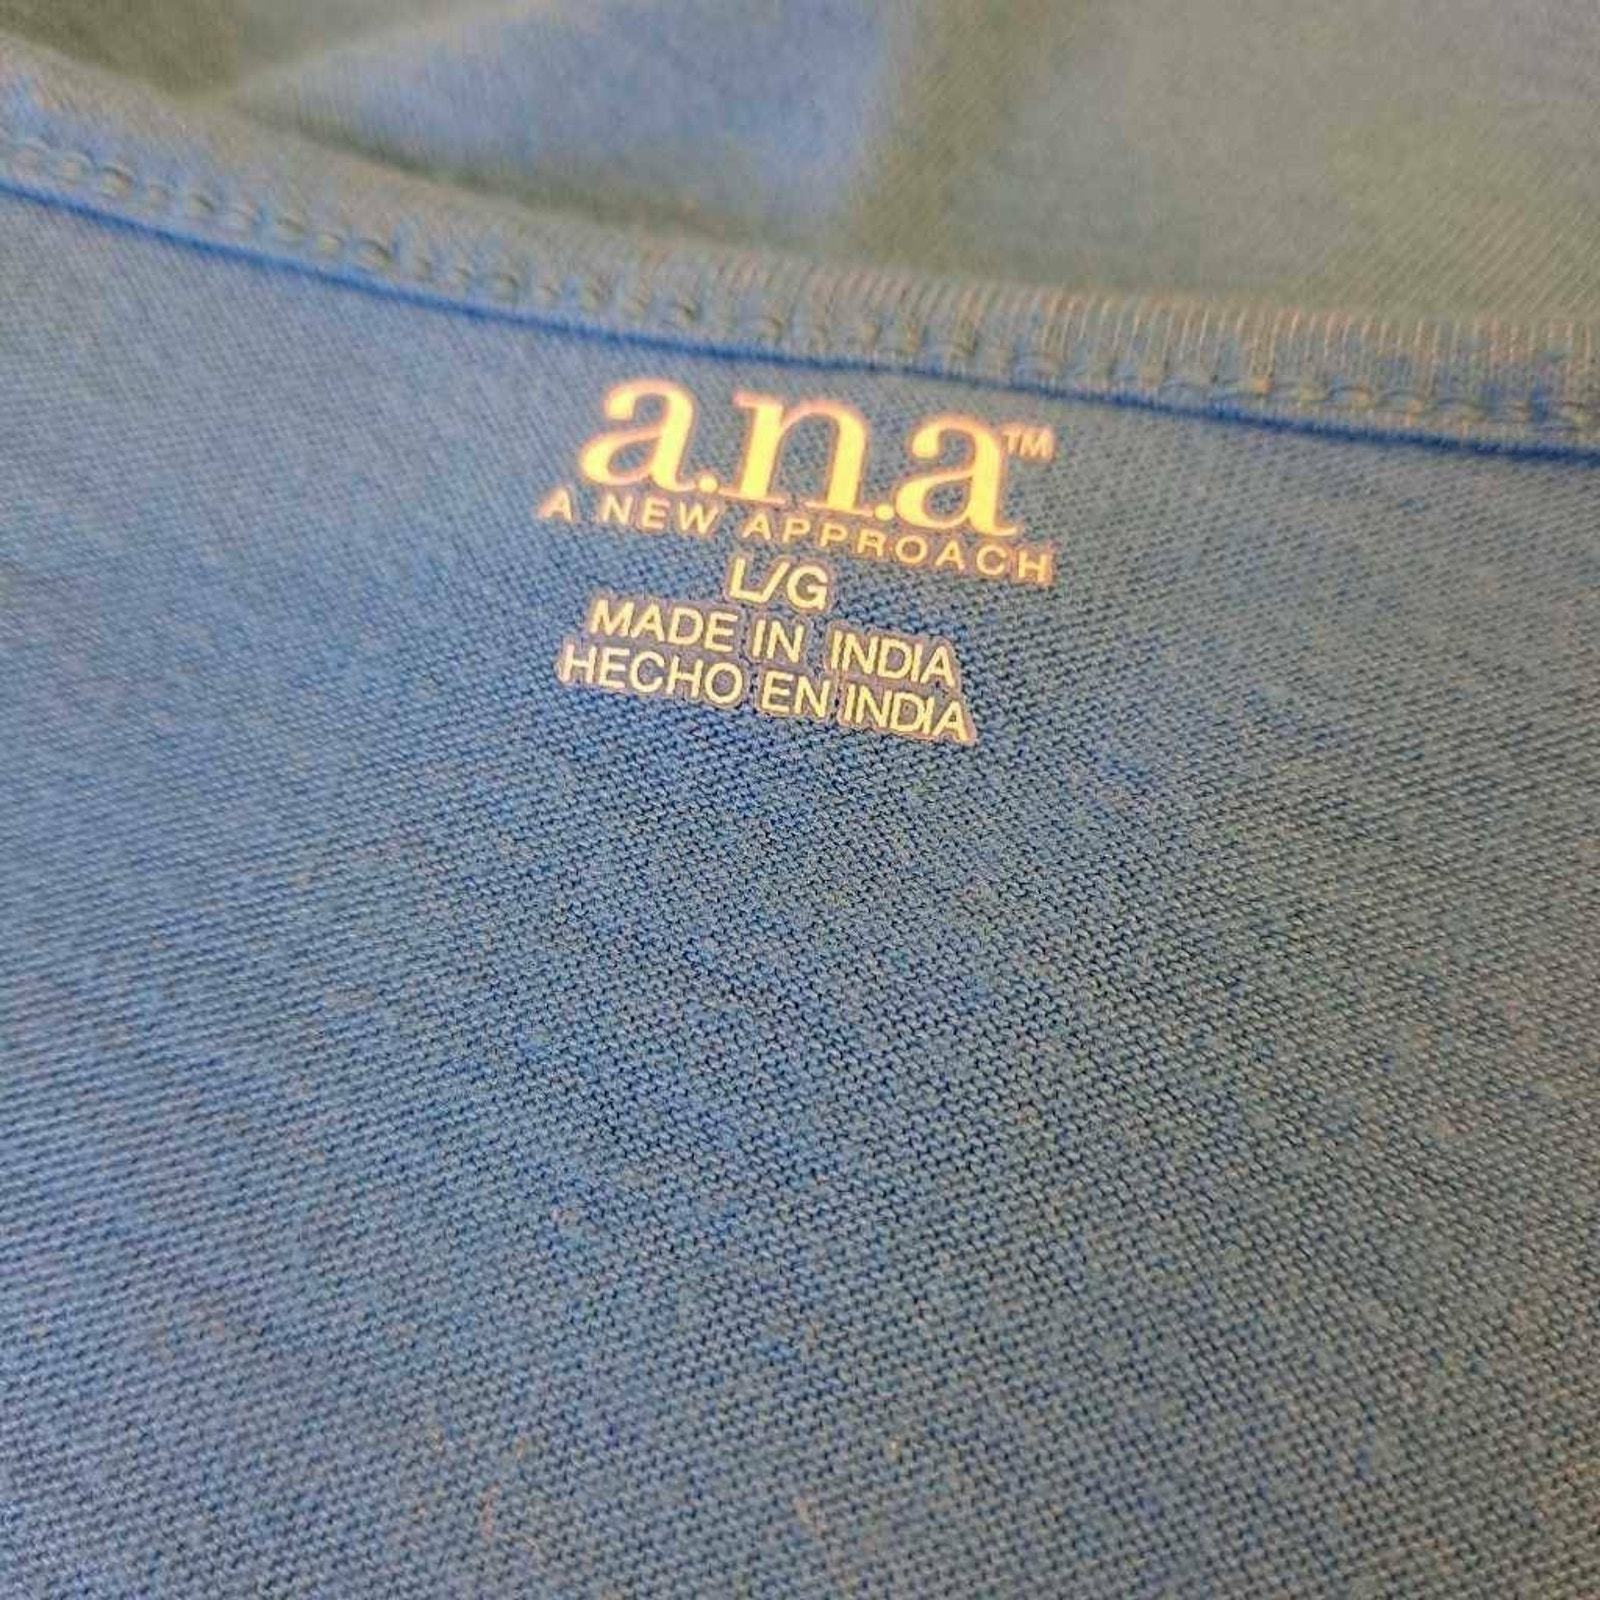 a.n.a™
A NEW APPROACH
L/G
MADE IN INDIA
HECHO EN INDIA